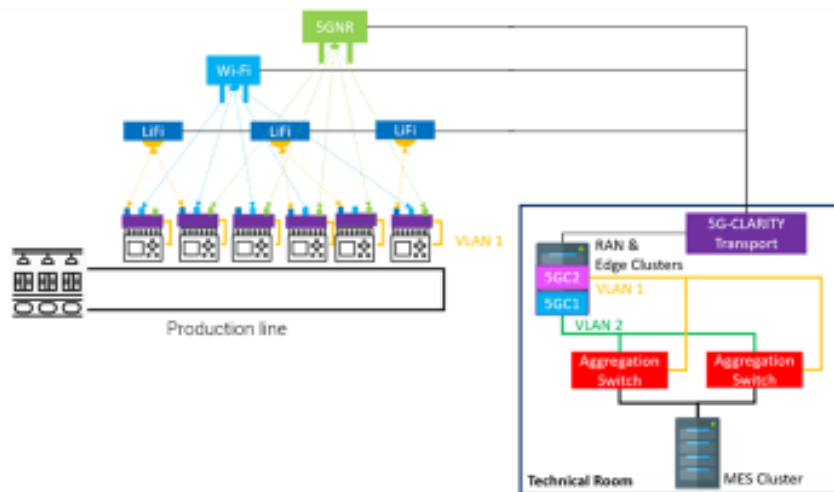 5GNR
Wi-Fi
LiFi
LiFi
LiFi
VLAN 1
Production line
5G-CLARITY
Transport
RAN &
Edge Clusters
5GC2
VLAN 1
5GC1
VLAN 2
Aggregation
Switch
Aggregation
Switch
Technical Room
MES Cluster